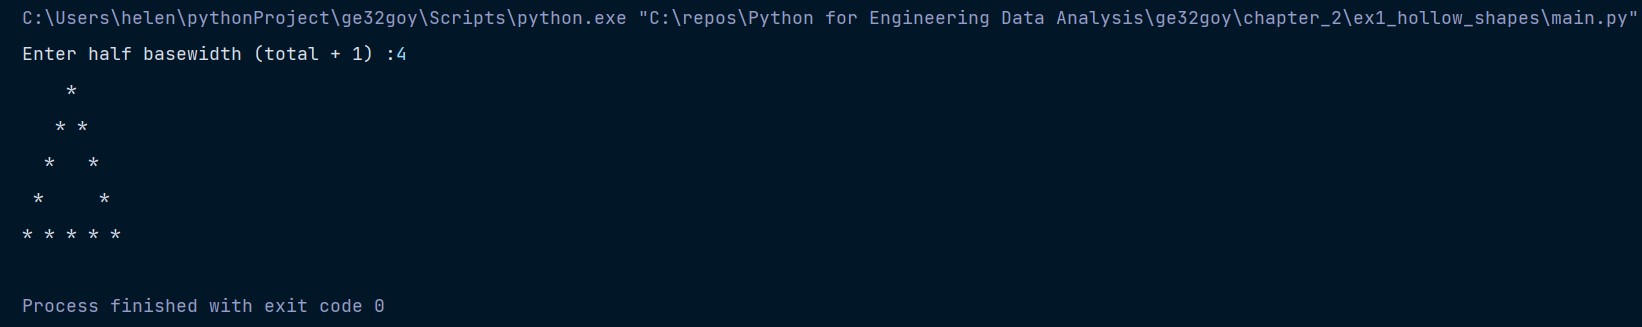 C:\Users\helen\pythonProject\ge32goy\Scripts\python.exe "C:\repos\Python for Engineering Data Analysis\ge32goy\chapter_2\ex1_hollow_shapes\main.py"
Enter half basewidth (total + 1) :4
    *
   * *
  *   *
 *     *
* * * * *
Process finished with exit code 0